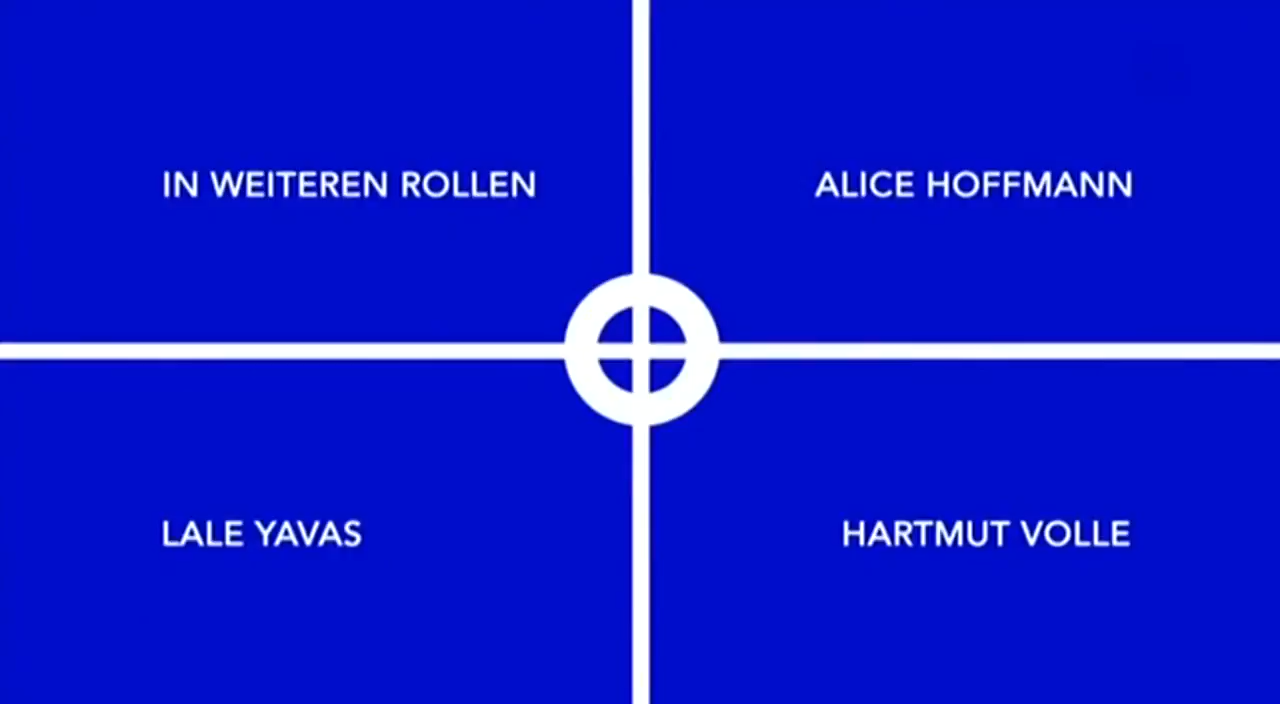 IN WEITEREN ROLLEN
ALICE HOFFMANN
LALE YAVAS
HARTMUT VOLLE